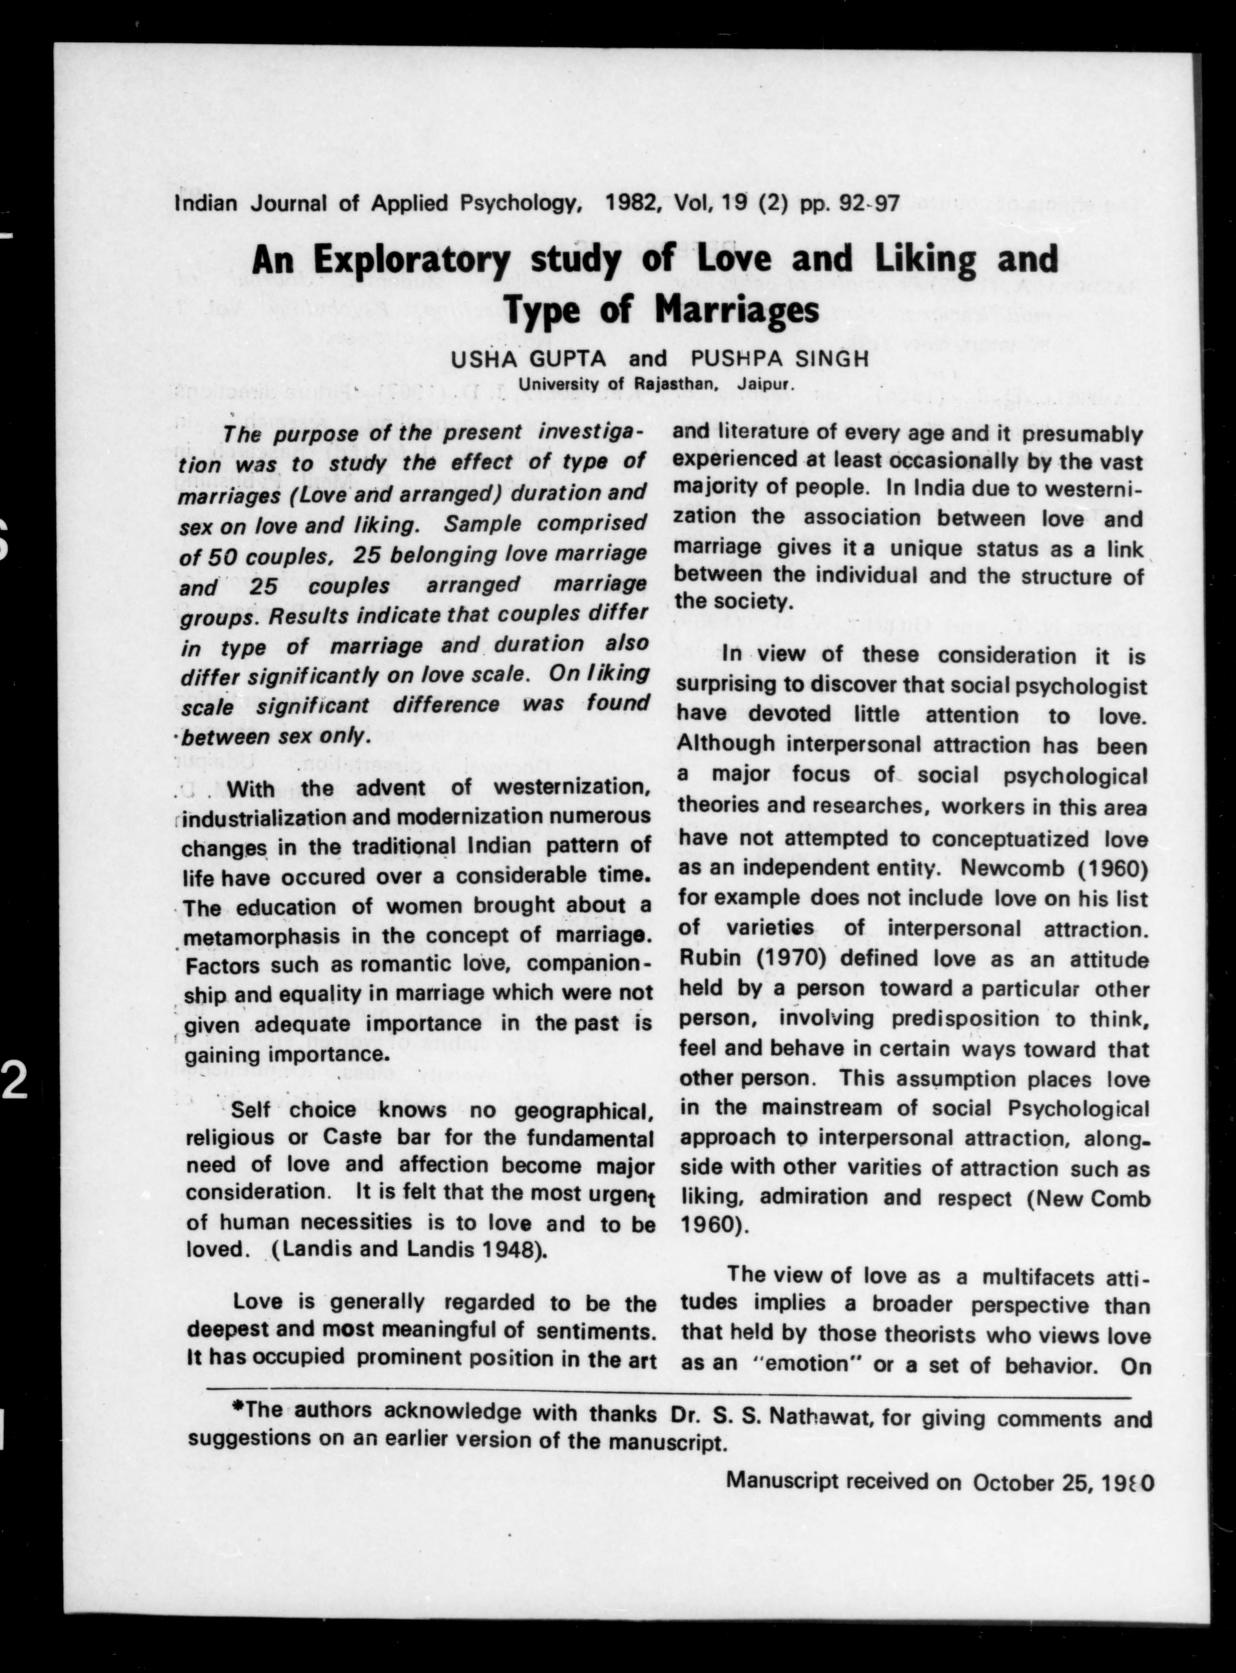 Indian Journal of Applied Psychology, 1982, Vol, 19 (2) pp. 92-97
An Exploratory study of Love and Liking and
Type of Marriages
USHA GUPTA and PUSHPA SINGH
University of Rajasthan, Jaipur.
The purpose of the present investiga-
tion was to study the effect of type of
marriages (Love and arranged) duration and
sex on love and liking. Sample comprised
of 50 couples, 25 belonging love marriage
and 25 couples arranged marriage
groups. Results indicate that couples differ
in type of marriage and duration also
differ significantly on love scale. On liking
scale significant difference was found
between sex only.
With the advent of westernization,
industrialization and modernization numerous
changes in the traditional Indian pattern of
life have occured over a considerable time.
The education of women brought about a
metamorphasis in the concept of marriage.
Factors such as romantic love, companion-
ship and equality in marriage which were not
given adequate importance in the past is
gaining importance.
Self choice knows no geographical,
religious or Caste bar for the fundamental
need of love and affection become major
consideration. It is felt that the most urgent
of human necessities is to love and to be
loved. (Landis and Landis 1948).
Love is generally regarded to be the
deepest and most meaningful of sentiments.
It has occupied prominent position in the art
and literature of every age and it presumably
experienced at least occasionally by the vast
majority of people. In India due to westerni-
zation the association between love and
marriage gives it a unique status as a link
between the individual and the structure of
the society.
In view of these consideration it is
surprising to discover that social psychologist
have devoted little attention to love.
Although interpersonal attraction has been
a major focus of social psychological
theories and researches, workers in this area
have not attempted to conceptuatized love
as an independent entity. Newcomb (1960)
for example does not include love on his list
of varieties of interpersonal attraction.
Rubin (1970) defined love as an attitude
held by a person toward a particular other
person, involving predisposition to think,
feel and behave in certain ways toward that
other person. This assumption places love
in the mainstream of social Psychological
approach to interpersonal attraction, along-
side with other varities of attraction such as
liking, admiration and respect (New Comb
1960).
The view of love as a multifacets atti-
tudes implies a broader perspective than
that held by those theorists who views love
as an "emotion" or a set of behavior. On
*The authors acknowledge with thanks Dr. S. S. Nathawat, for giving comments and
suggestions on an earlier version of the manuscript.
Manuscript received on October 25, 1980
2